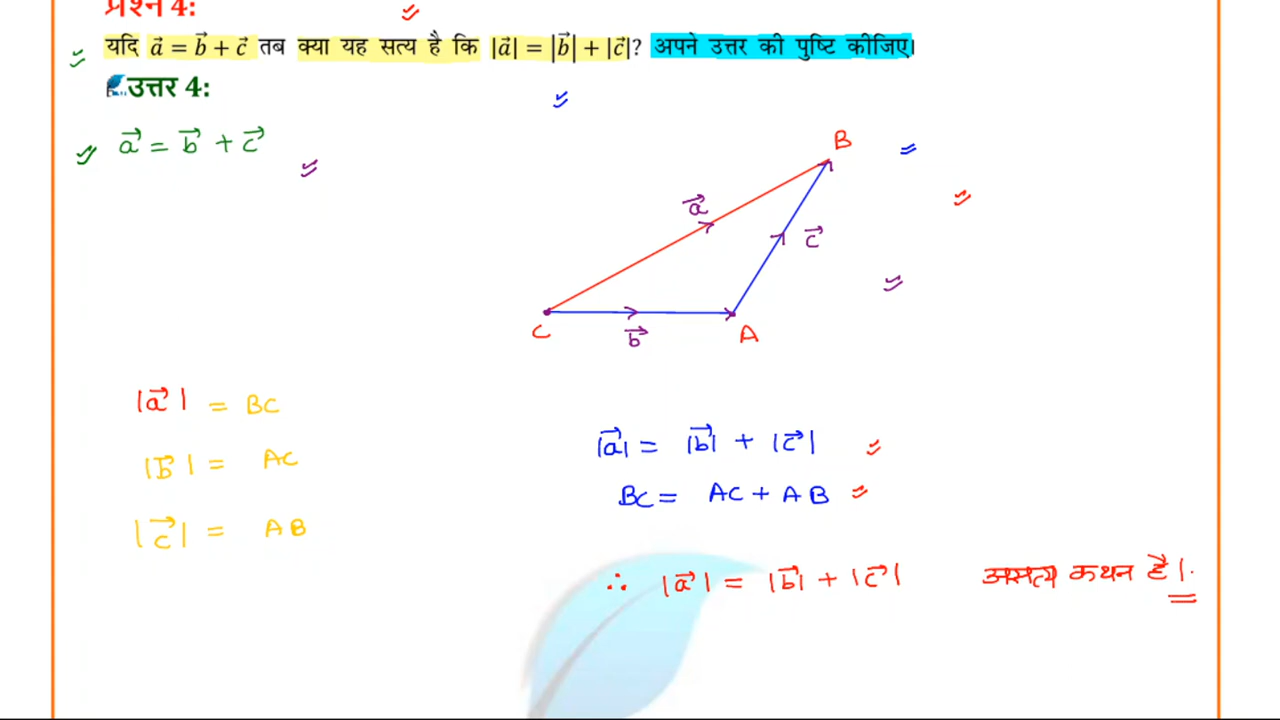 प्रश्न 4:
यदि a⃗ = b⃗ + c⃗ तब क्या यह सत्य है कि |a⃗| = |b⃗| + |c⃗|? अपने उत्तर की पुष्टि कीजिए।
उत्तर 4:
a⃗ = b⃗ + c⃗
B
a⃗
c⃗
C
b⃗
A
|a⃗| = BC
|b⃗| = AC
|c⃗| = AB
|a⃗| = |b⃗| + |c⃗|
BC = AC + AB
∴ |a⃗| = |b⃗| + |c⃗| असत्य कथन है।